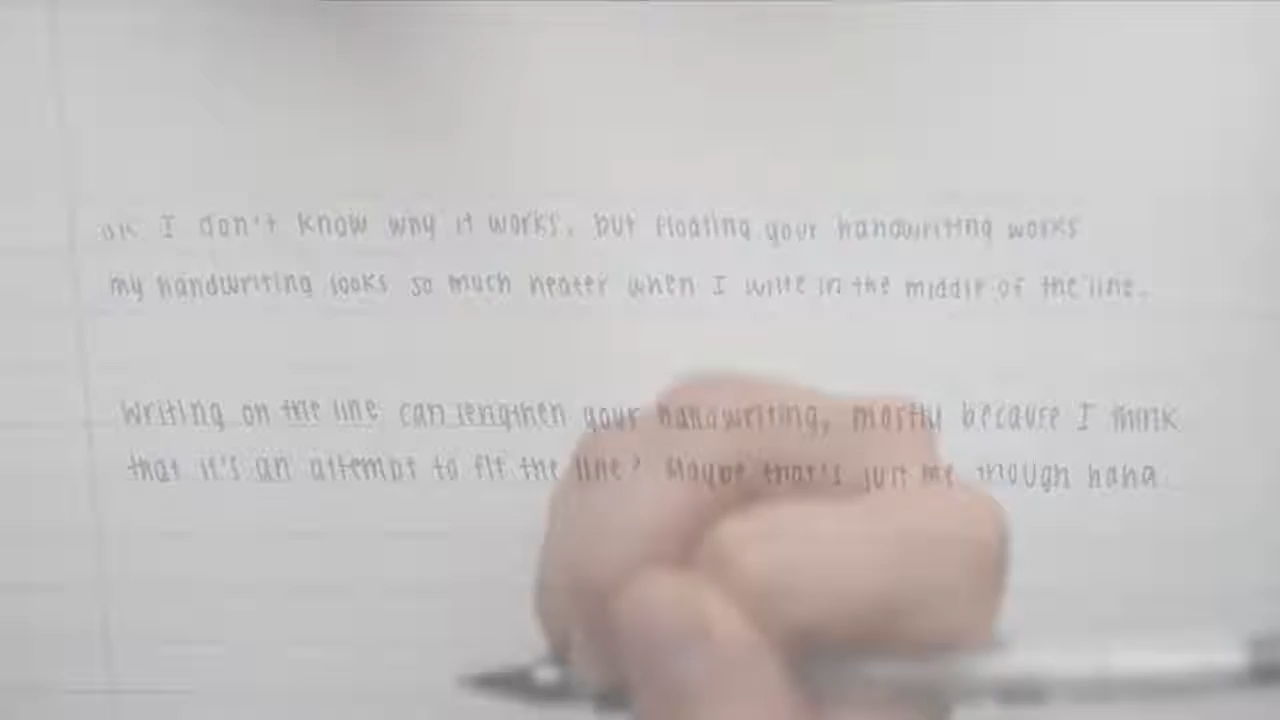 ok I don't know why it works, but floating your handwriting works
my handwriting looks so much neater when I write in the middle of the line.
Writing on the line can lengthen your handwriting, mostly because I think
that it's an attempt to fit the line? Maybe that's just me though haha